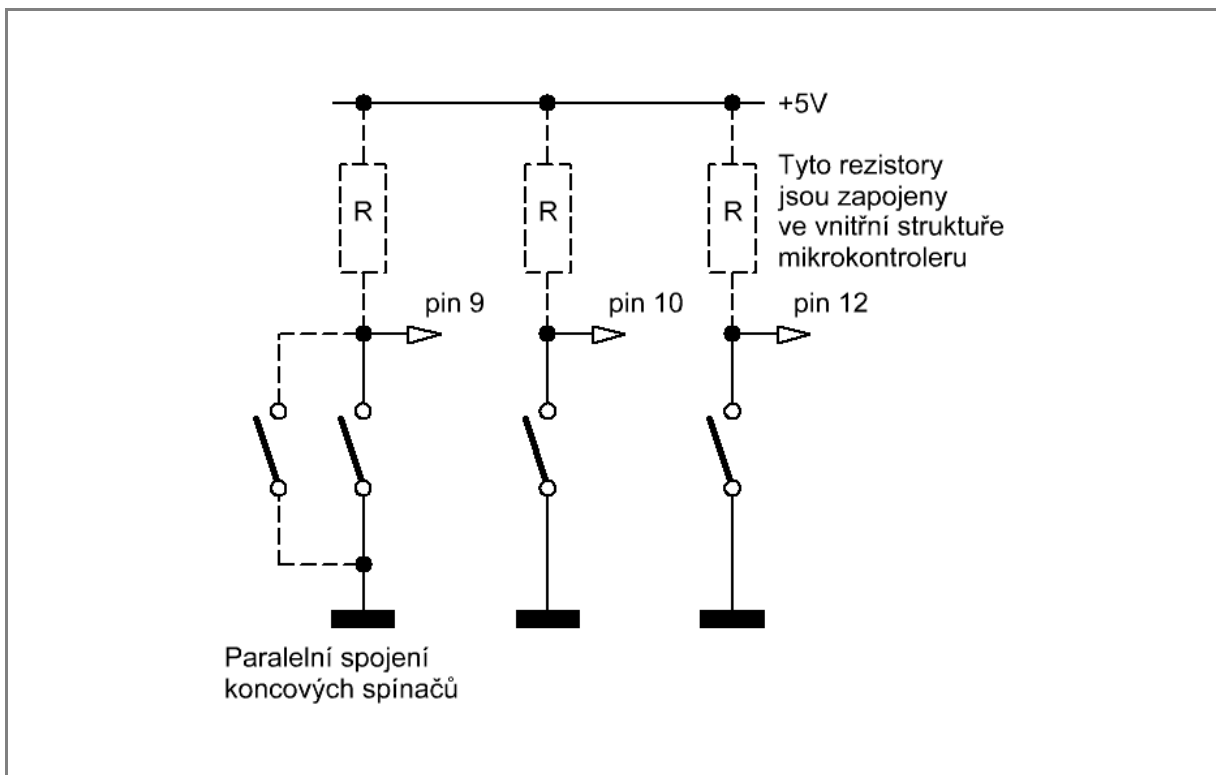 +5V
Tyto rezistory
jsou zapojeny
ve vnitřní struktuře
mikrokontroleru
R
R
R
pin 9
pin 10
pin 12
Paralelní spojení
koncových spínačů